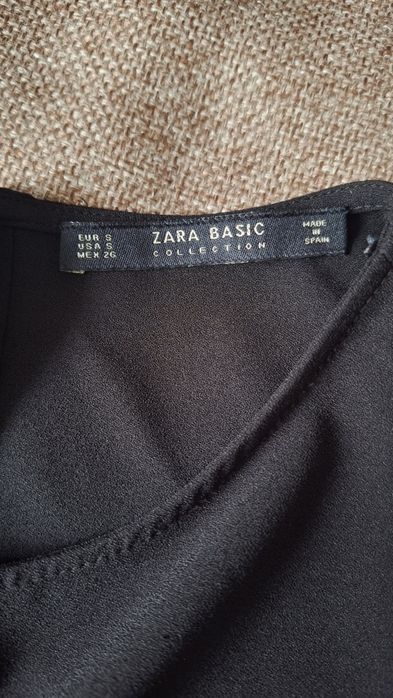 EUR S
USA S
MEX 26
ZARA BASIC
COLLECTION
MADE
IN
SPAIN